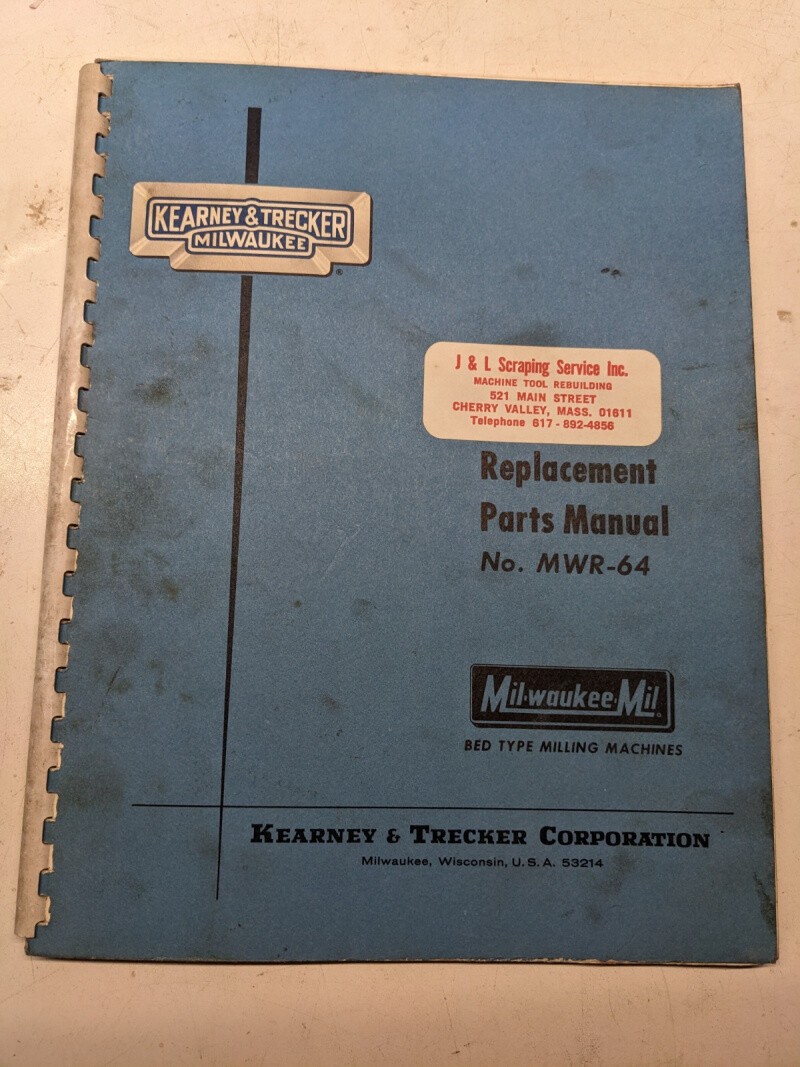 KEARNEY & TRECKER
MILWAUKEE
®
J & L Scraping Service Inc.
MACHINE TOOL REBUILDING
521 MAIN STREET
CHERRY VALLEY, MASS. 01611
Telephone 617-892-4856
Replacement
Parts Manual
No. MWR-64
Mil-waukee-Mil®
BED TYPE MILLING MACHINES
KEARNEY & TRECKER CORPORATION
Milwaukee, Wisconsin, U.S.A. 53214